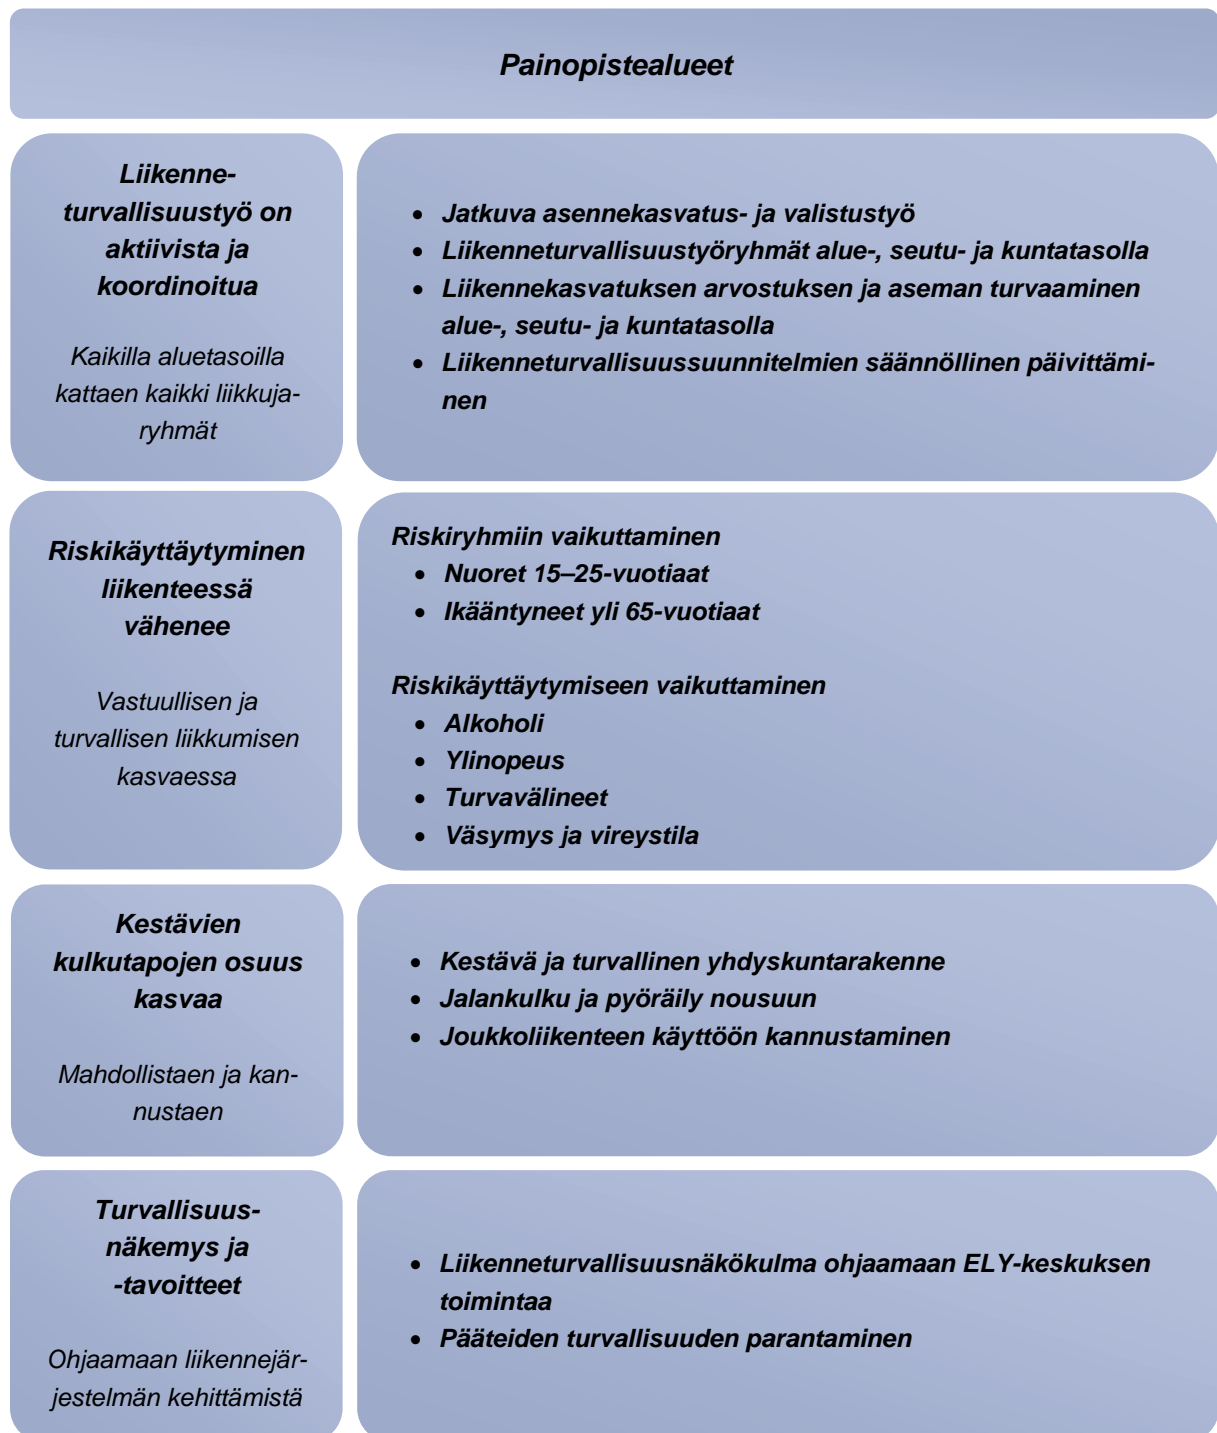 Painopistealueet
Liikenne-
turvallisuustyö on
aktiivista ja
koordinoitua
Kaikilla aluetasoilla
kattaen kaikki liikkuja-
ryhmät
• Jatkuva asennekasvatus- ja valistustyö
• Liikenneturvallisuustyöryhmät alue-, seutu- ja kuntatasolla
• Liikennekasvatuksen arvostuksen ja aseman turvaaminen
alue-, seutu- ja kuntatasolla
• Liikenneturvallisuussuunnitelmien säännöllinen päivittämi-
nen
Riskikäyttäytyminen
liikenteessä
vähenee
Vastuullisen ja
turvallisen liikkumisen
kasvaessa
Riskiryhmiin vaikuttaminen
• Nuoret 15–25-vuotiaat
• Ikääntyneet yli 65-vuotiaat
Riskikäyttäytymiseen vaikuttaminen
• Alkoholi
• Ylinopeus
• Turvavälineet
• Väsymys ja vireystila
Kestävien
kulkutapojen osuus
kasvaa
Mahdollistaen ja kan-
nustaen
• Kestävä ja turvallinen yhdyskuntarakenne
• Jalankulku ja pyöräily nousuun
• Joukkoliikenteen käyttöön kannustaminen
Turvallisuus-
näkemys ja
-tavoitteet
Ohjaamaan liikennejär-
jestelmän kehittämistä
• Liikenneturvallisuusnäkökulma ohjaamaan ELY-keskuksen
toimintaa
• Pääteiden turvallisuuden parantaminen